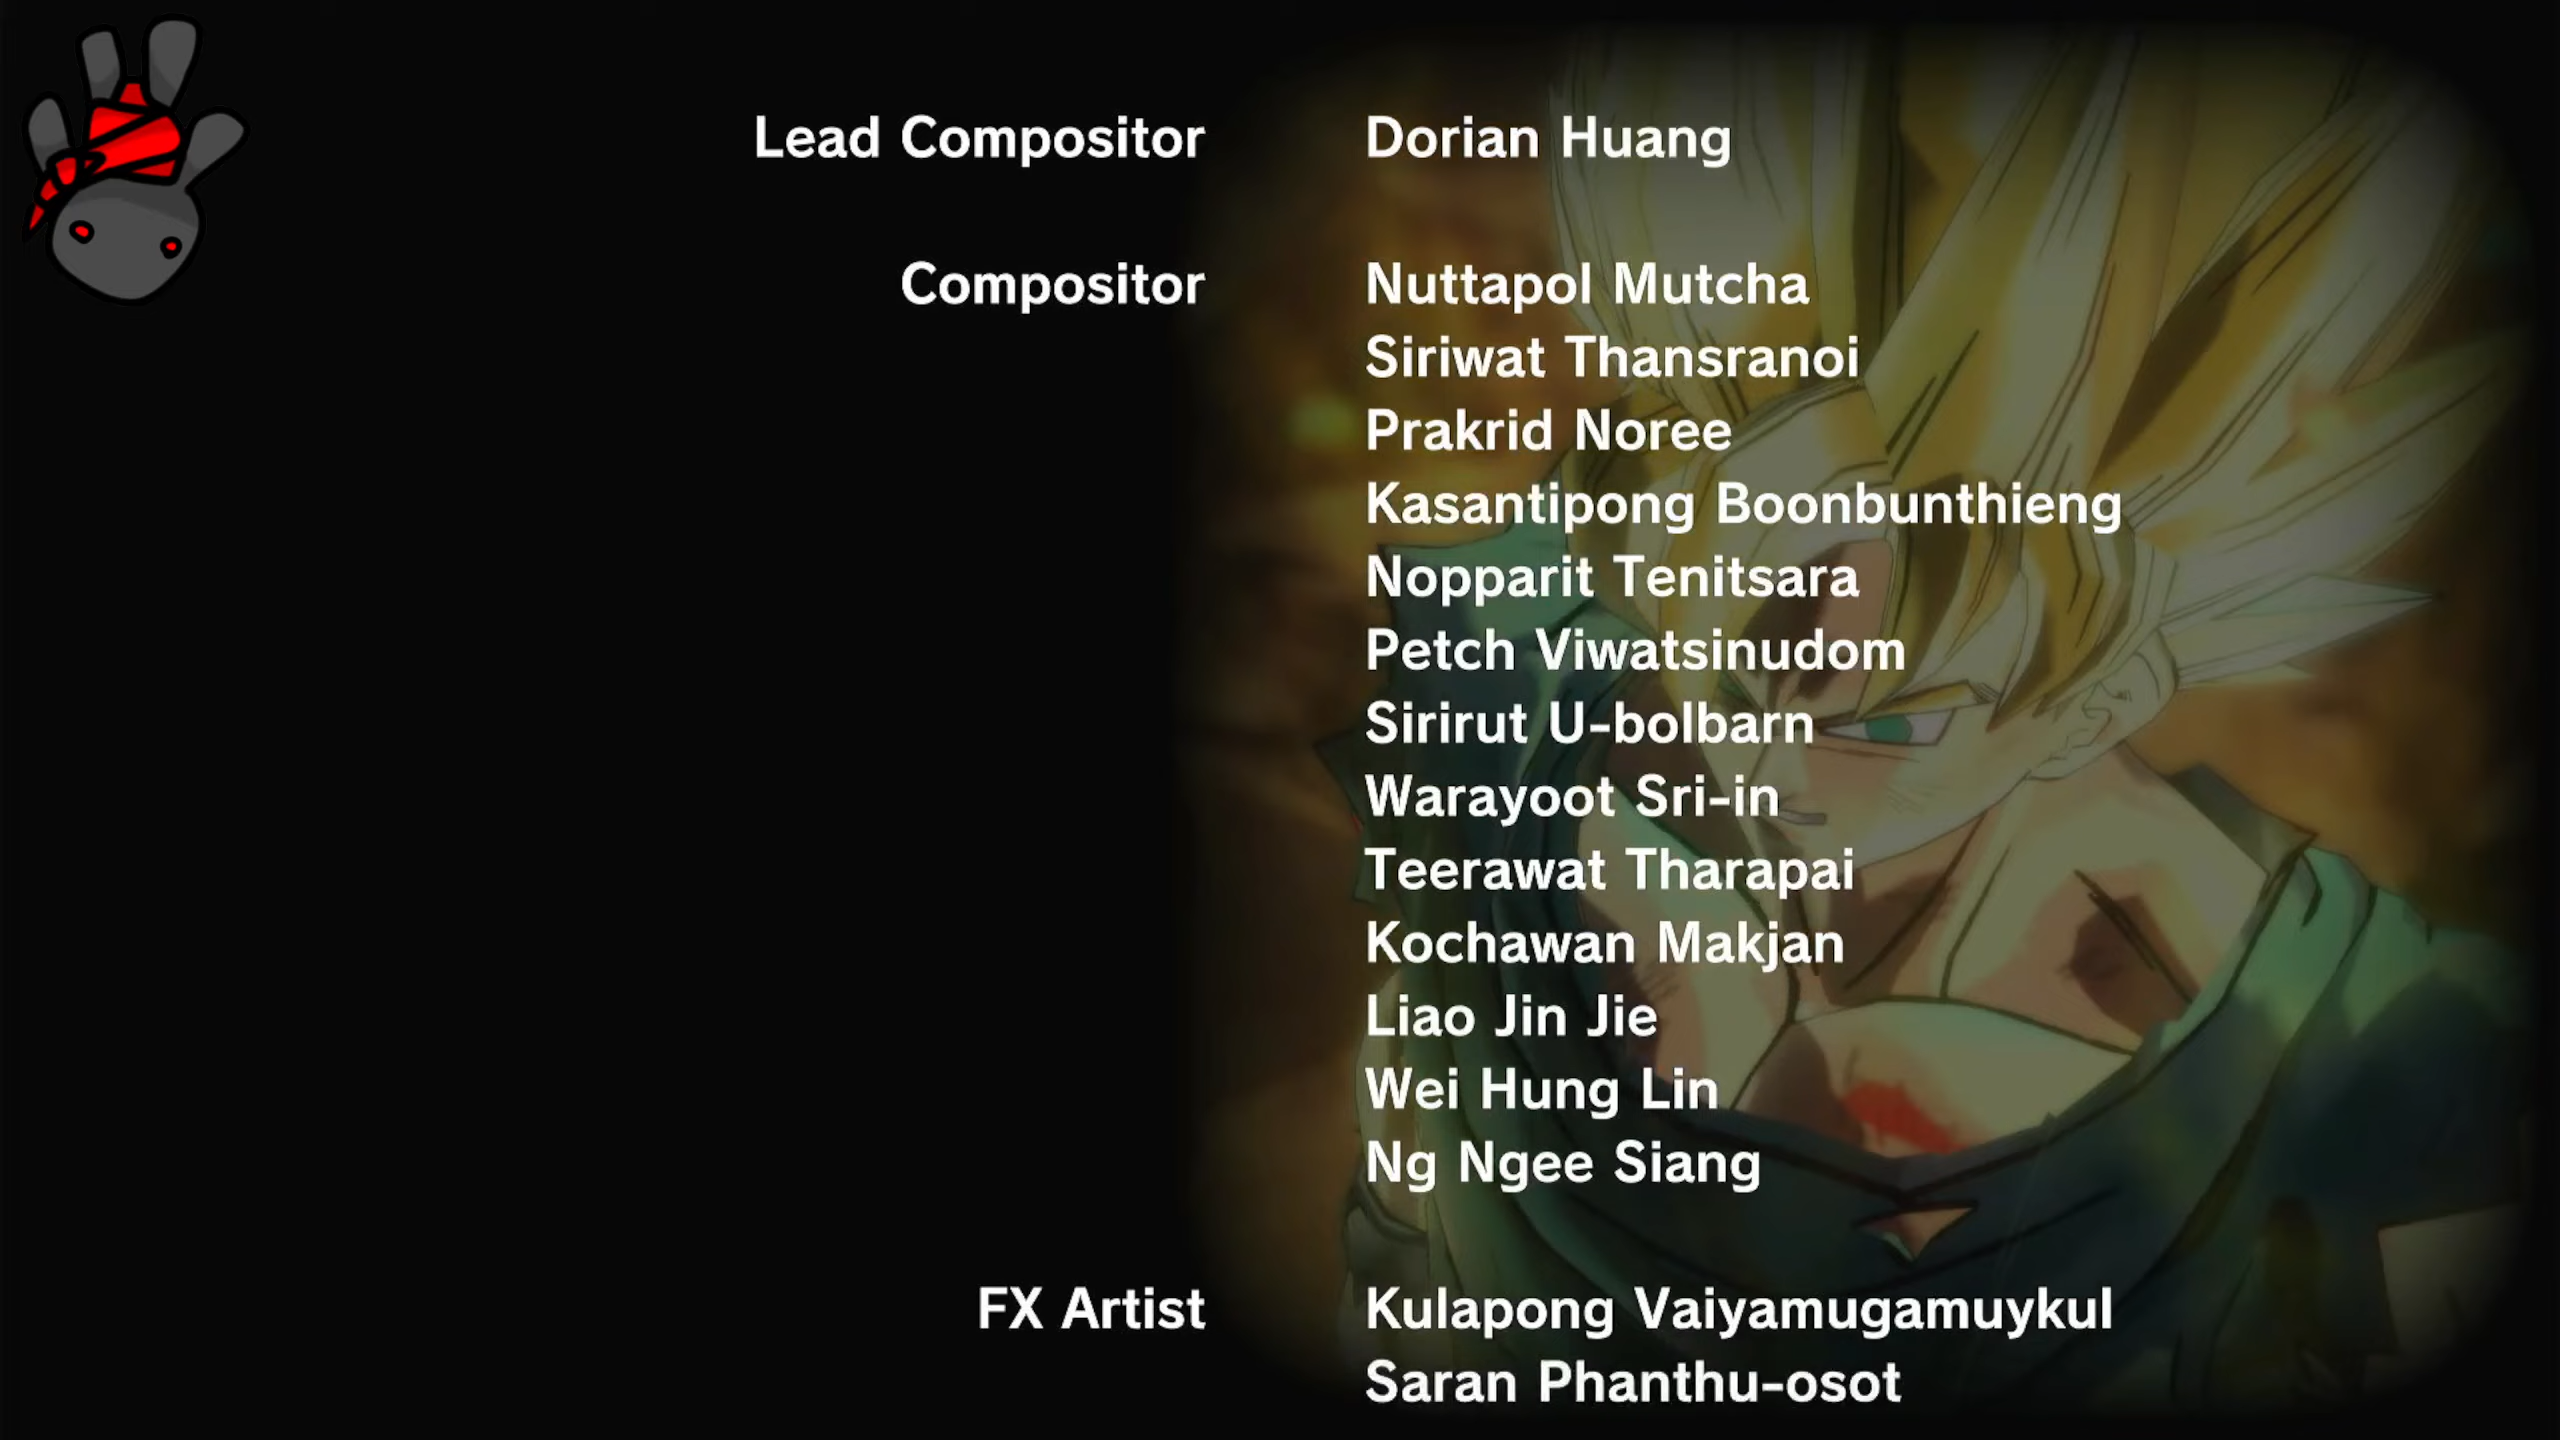 Lead Compositor Dorian Huang
Compositor Nuttapol Mutcha
Siriwat Thansranoi
Prakrid Noree
Kasantipong Boonbunthieng
Nopparit Tenitsara
Petch Viwatsinudom
Sirirut U-bolbarn
Warayoot Sri-in
Teerawat Tharapai
Kochawan Makjan
Liao Jin Jie
Wei Hung Lin
Ng Ngee Siang
FX Artist Kulapong Vaiyamugamuykul
Saran Phanthu-osot